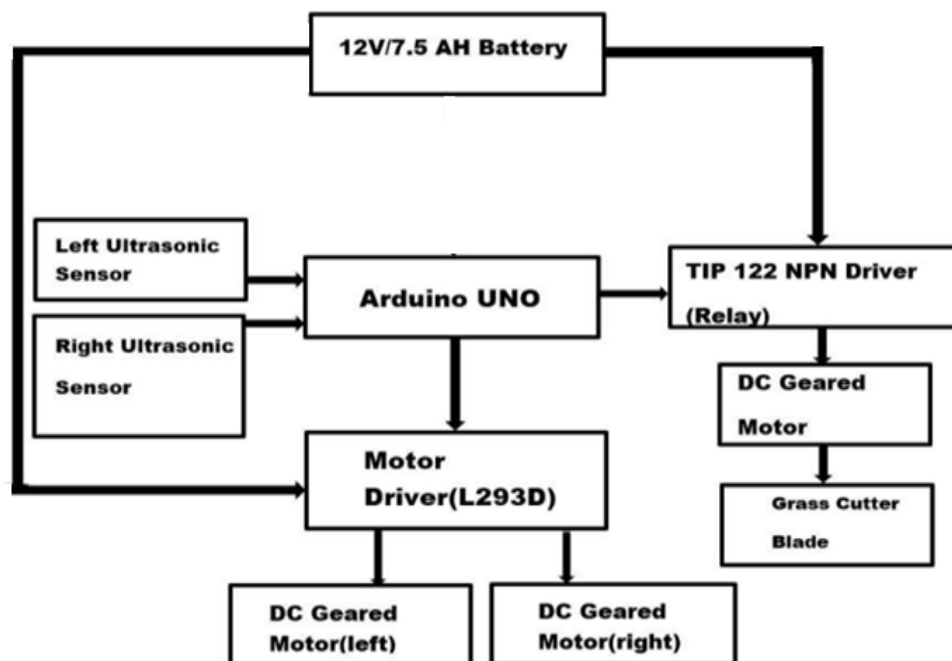 12V/7.5 AH Battery
Left Ultrasonic
Sensor
Right Ultrasonic
Sensor
Arduino UNO
TIP 122 NPN Driver
(Relay)
DC Geared
Motor
Grass Cutter
Blade
Motor
Driver(L293D)
DC Geared
Motor(left)
DC Geared
Motor(right)